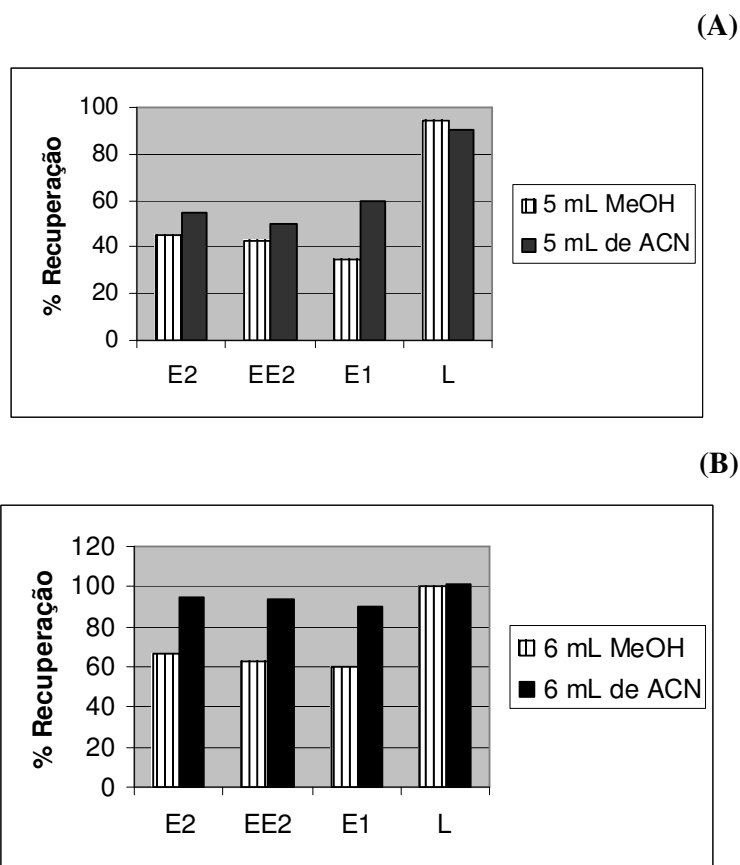 (A)
% Recuperação
100
80
60
40
20
0
E2 EE2 E1 L
5 mL MeOH
5 mL de ACN
(B)
% Recuperação
120
100
80
60
40
20
0
E2 EE2 E1 L
6 mL MeOH
6 mL de ACN